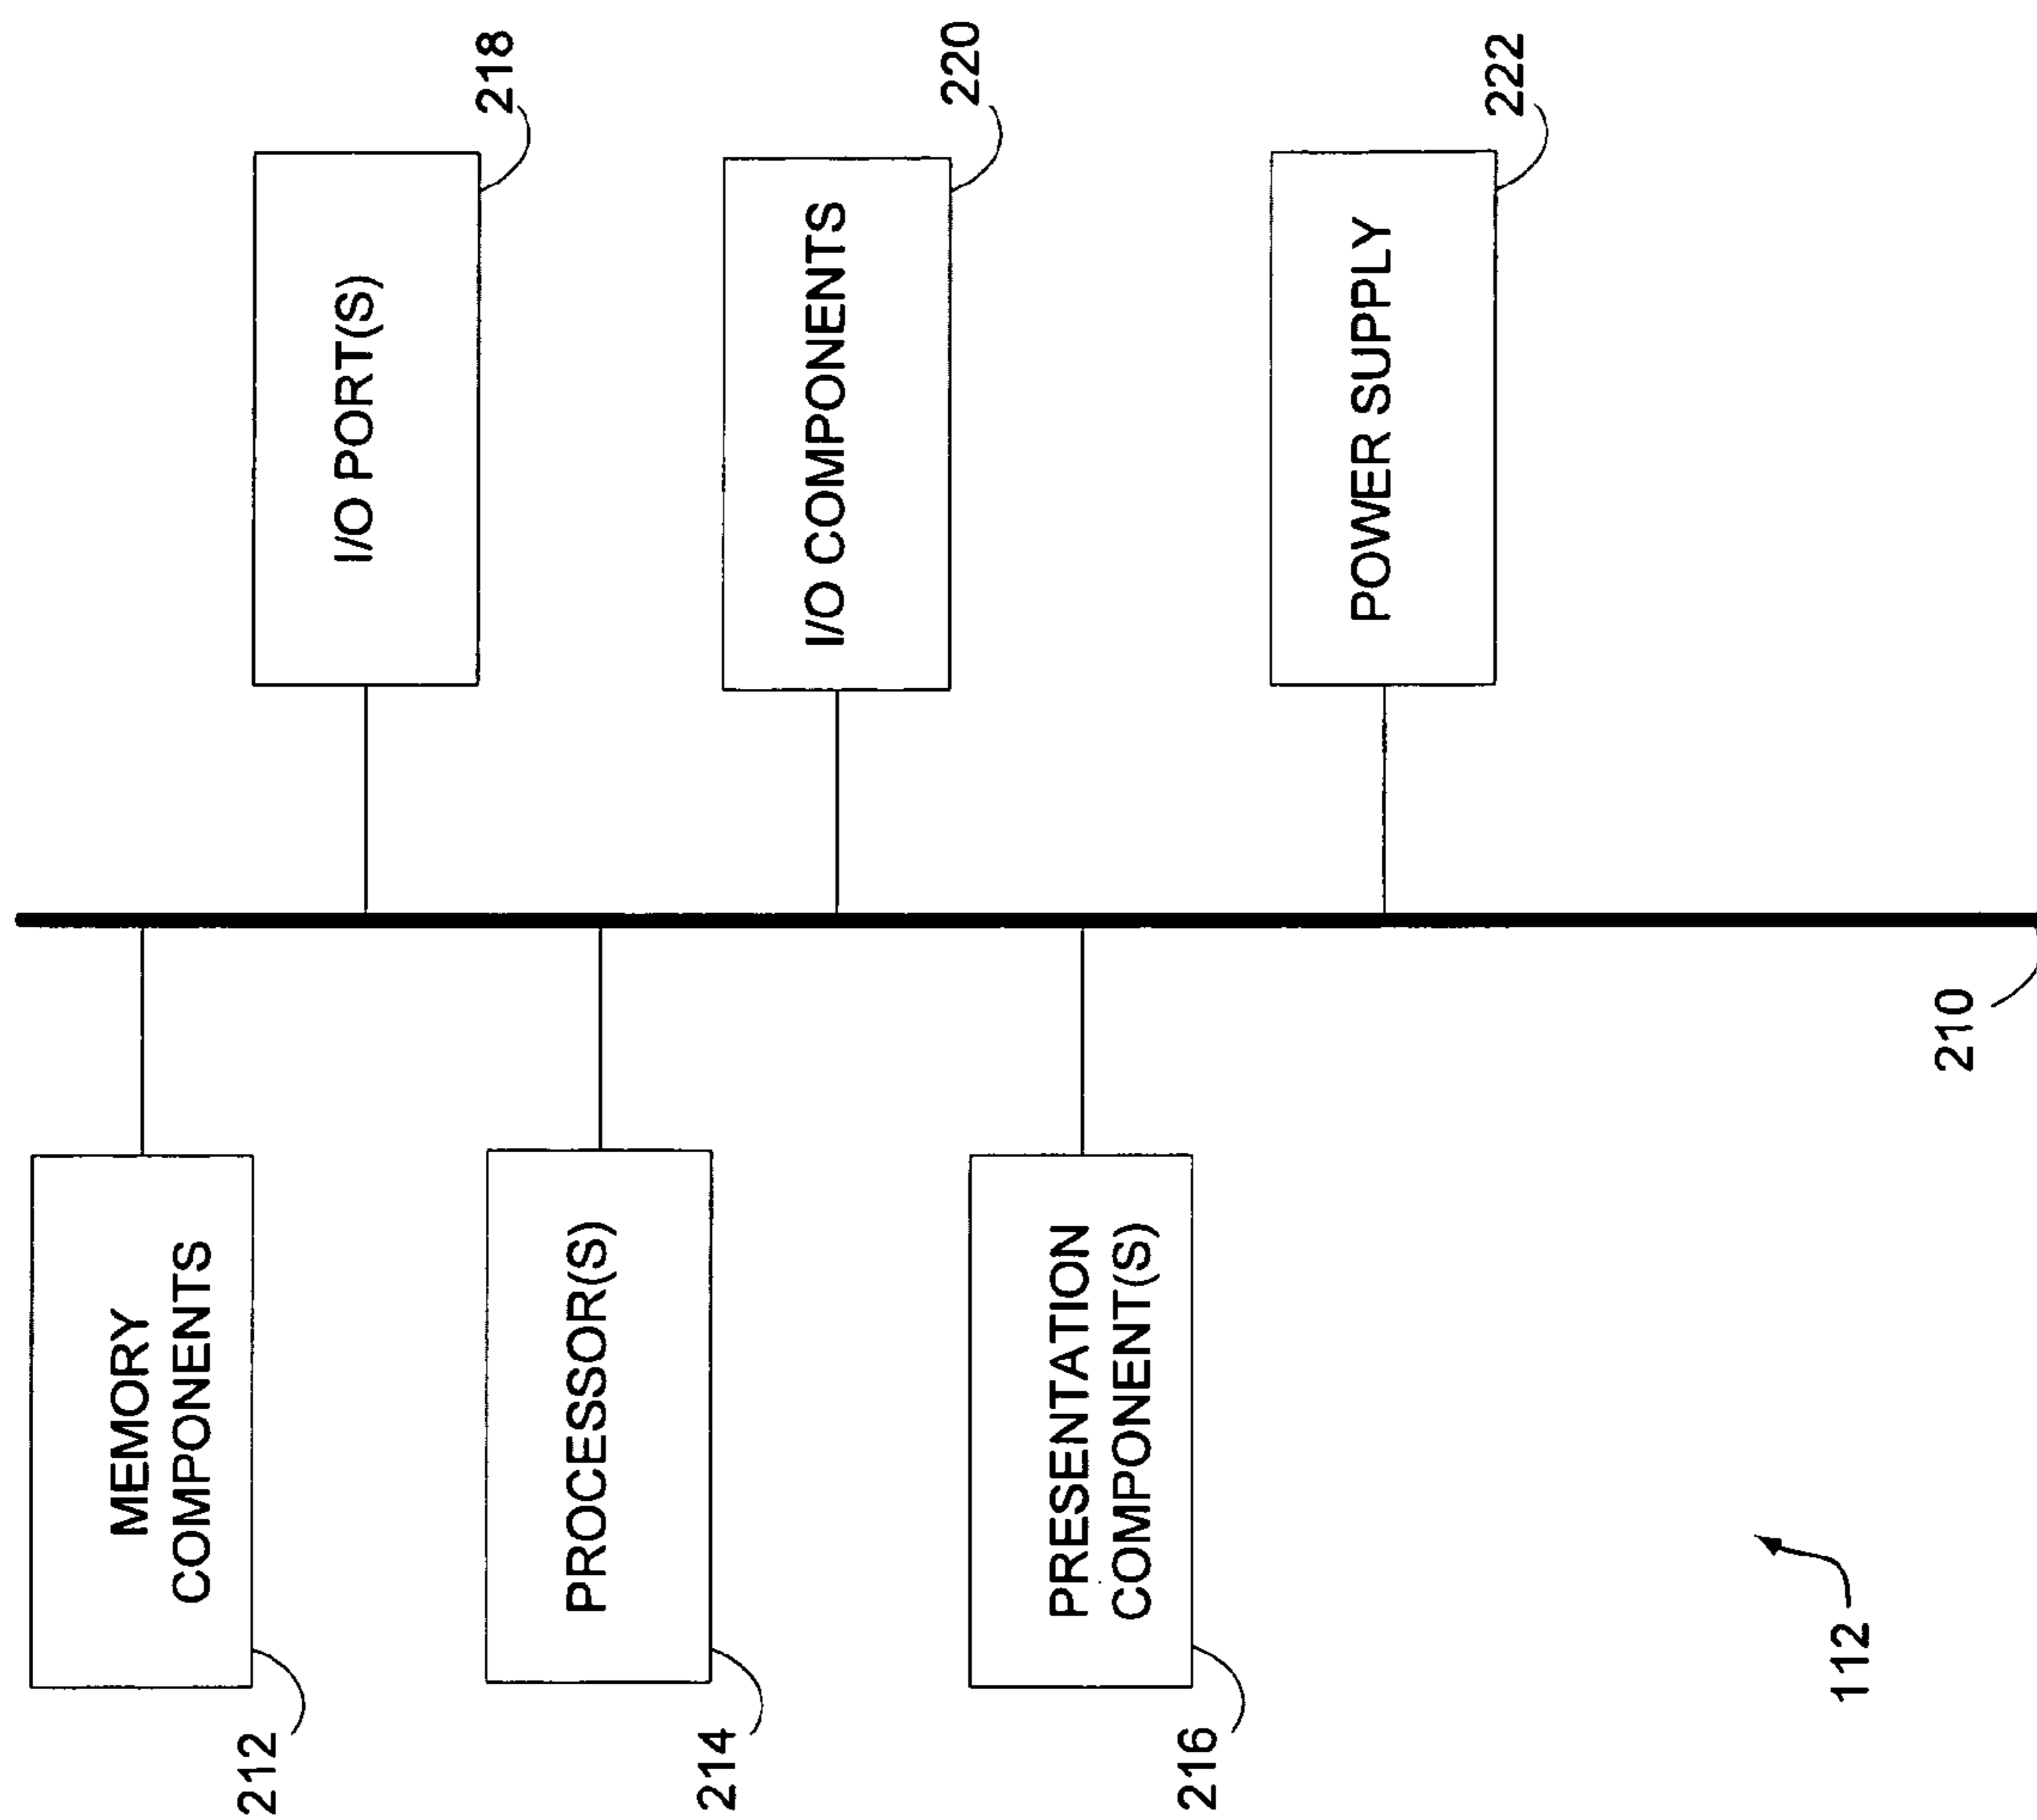 112
MEMORY
COMPONENTS
212
PROCESSOR(S)
214
PRESENTATION
COMPONENT(S)
216
210
I/O PORT(S)
218
I/O COMPONENTS
220
POWER SUPPLY
222